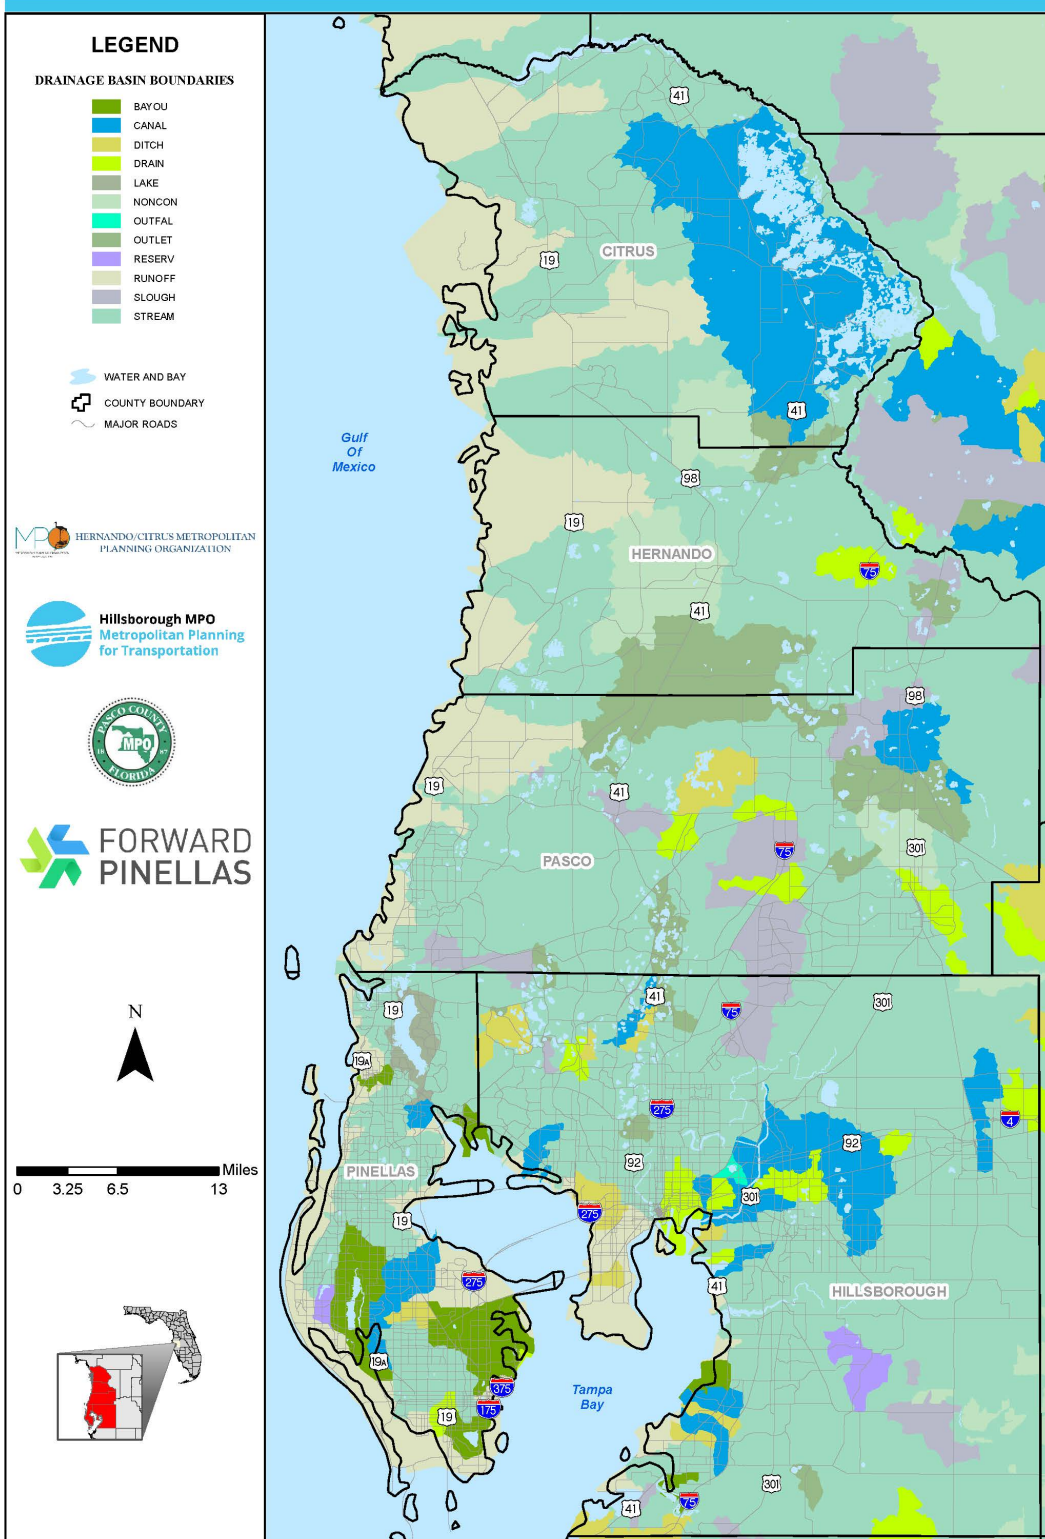 LEGEND
DRAINAGE BASIN BOUNDARIES
BAYOU
CANAL
DITCH
DRAIN
LAKE
NONCON
OUTFAL
OUTLET
RESERV
RUNOFF
SLOUGH
STREAM
WATER AND BAY
COUNTY BOUNDARY
MAJOR ROADS
MPO
HERNANDO/CITRUS METROPOLITAN
PLANNING ORGANIZATION
Hillsborough MPO
Metropolitan Planning
for Transportation
PASCO COUNTY
MPO
18 87
FLORIDA
FORWARD
PINELLAS
N
Miles
0 3.25 6.5 13
41
CITRUS
19
41
Gulf
Of
Mexico
98
19
HERNANDO
75
41
98
19
41
301
75
PASCO
41
301
19
75
19A
275
4
92
92
PINELLAS
301
19
275
275
41
HILLSBOROUGH
19A
375
Tampa
Bay
175
19
301
75
41